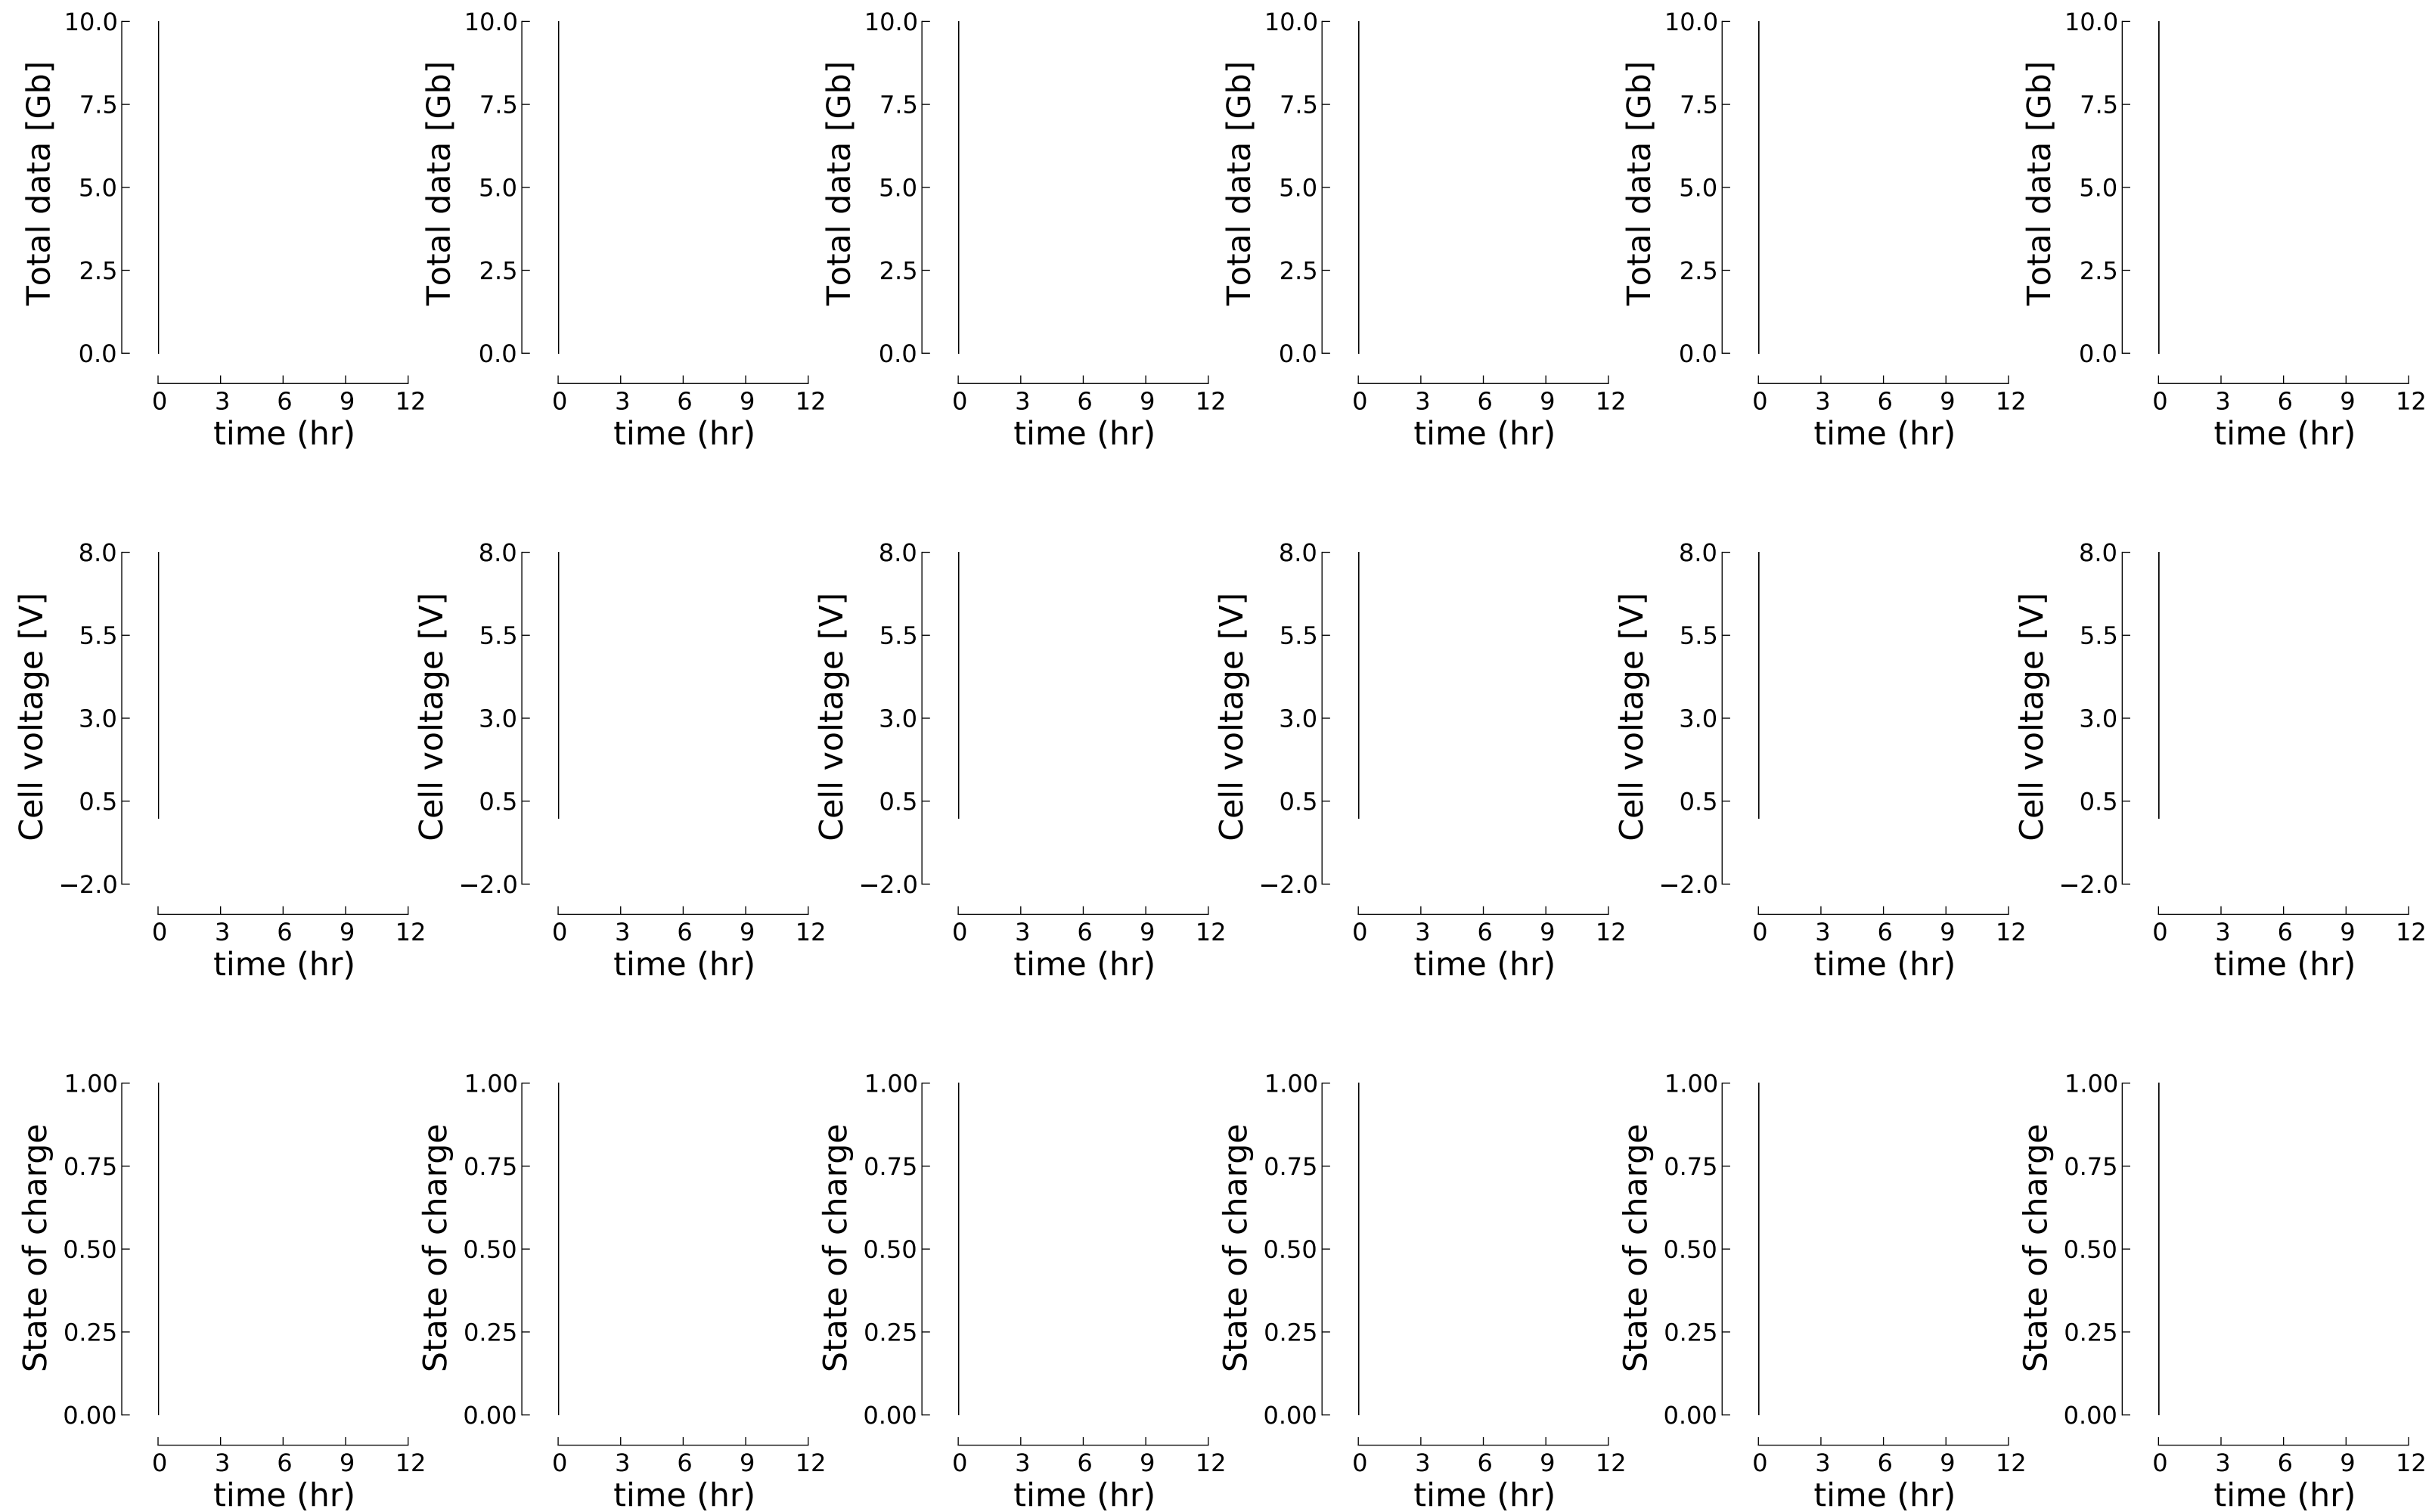 10.0 10.0 10.0 10.0 10.0 10.0
7.5 7.5 7.5 7.5 7.5 7.5
Total data [Gb] Total data [Gb] Total data [Gb] Total data [Gb] Total data [Gb] Total data [Gb]
5.0 5.0 5.0 5.0 5.0 5.0
2.5 2.5 2.5 2.5 2.5 2.5
0.0 0.0 0.0 0.0 0.0 0.0
0 3 6 9 12 0 3 6 9 12 0 3 6 9 12 0 3 6 9 12 0 3 6 9 12 0 3 6 9 12
time (hr) time (hr) time (hr) time (hr) time (hr) time (hr)
8.0 8.0 8.0 8.0 8.0 8.0
5.5 5.5 5.5 5.5 5.5 5.5
Cell voltage [V] Cell voltage [V] Cell voltage [V] Cell voltage [V] Cell voltage [V] Cell voltage [V]
3.0 3.0 3.0 3.0 3.0 3.0
0.5 0.5 0.5 0.5 0.5 0.5
−2.0 −2.0 −2.0 −2.0 −2.0 −2.0
0 3 6 9 12 0 3 6 9 12 0 3 6 9 12 0 3 6 9 12 0 3 6 9 12 0 3 6 9 12
time (hr) time (hr) time (hr) time (hr) time (hr) time (hr)
1.00 1.00 1.00 1.00 1.00 1.00
0.75 0.75 0.75 0.75 0.75 0.75
State of charge State of charge State of charge State of charge State of charge State of charge
0.50 0.50 0.50 0.50 0.50 0.50
0.25 0.25 0.25 0.25 0.25 0.25
0.00 0.00 0.00 0.00 0.00 0.00
0 3 6 9 12 0 3 6 9 12 0 3 6 9 12 0 3 6 9 12 0 3 6 9 12 0 3 6 9 12
time (hr) time (hr) time (hr) time (hr) time (hr) time (hr)